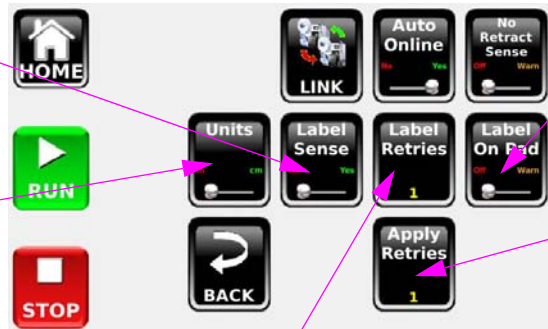 HOME
LINK
Auto
Online
No Yes
No
Retract
Sense
Off Warn
RUN
Units
cm
Label
Sense
Yes
Label
Retries
1
Label
On Pad
Off Warn
STOP
BACK
Apply
Retries
1